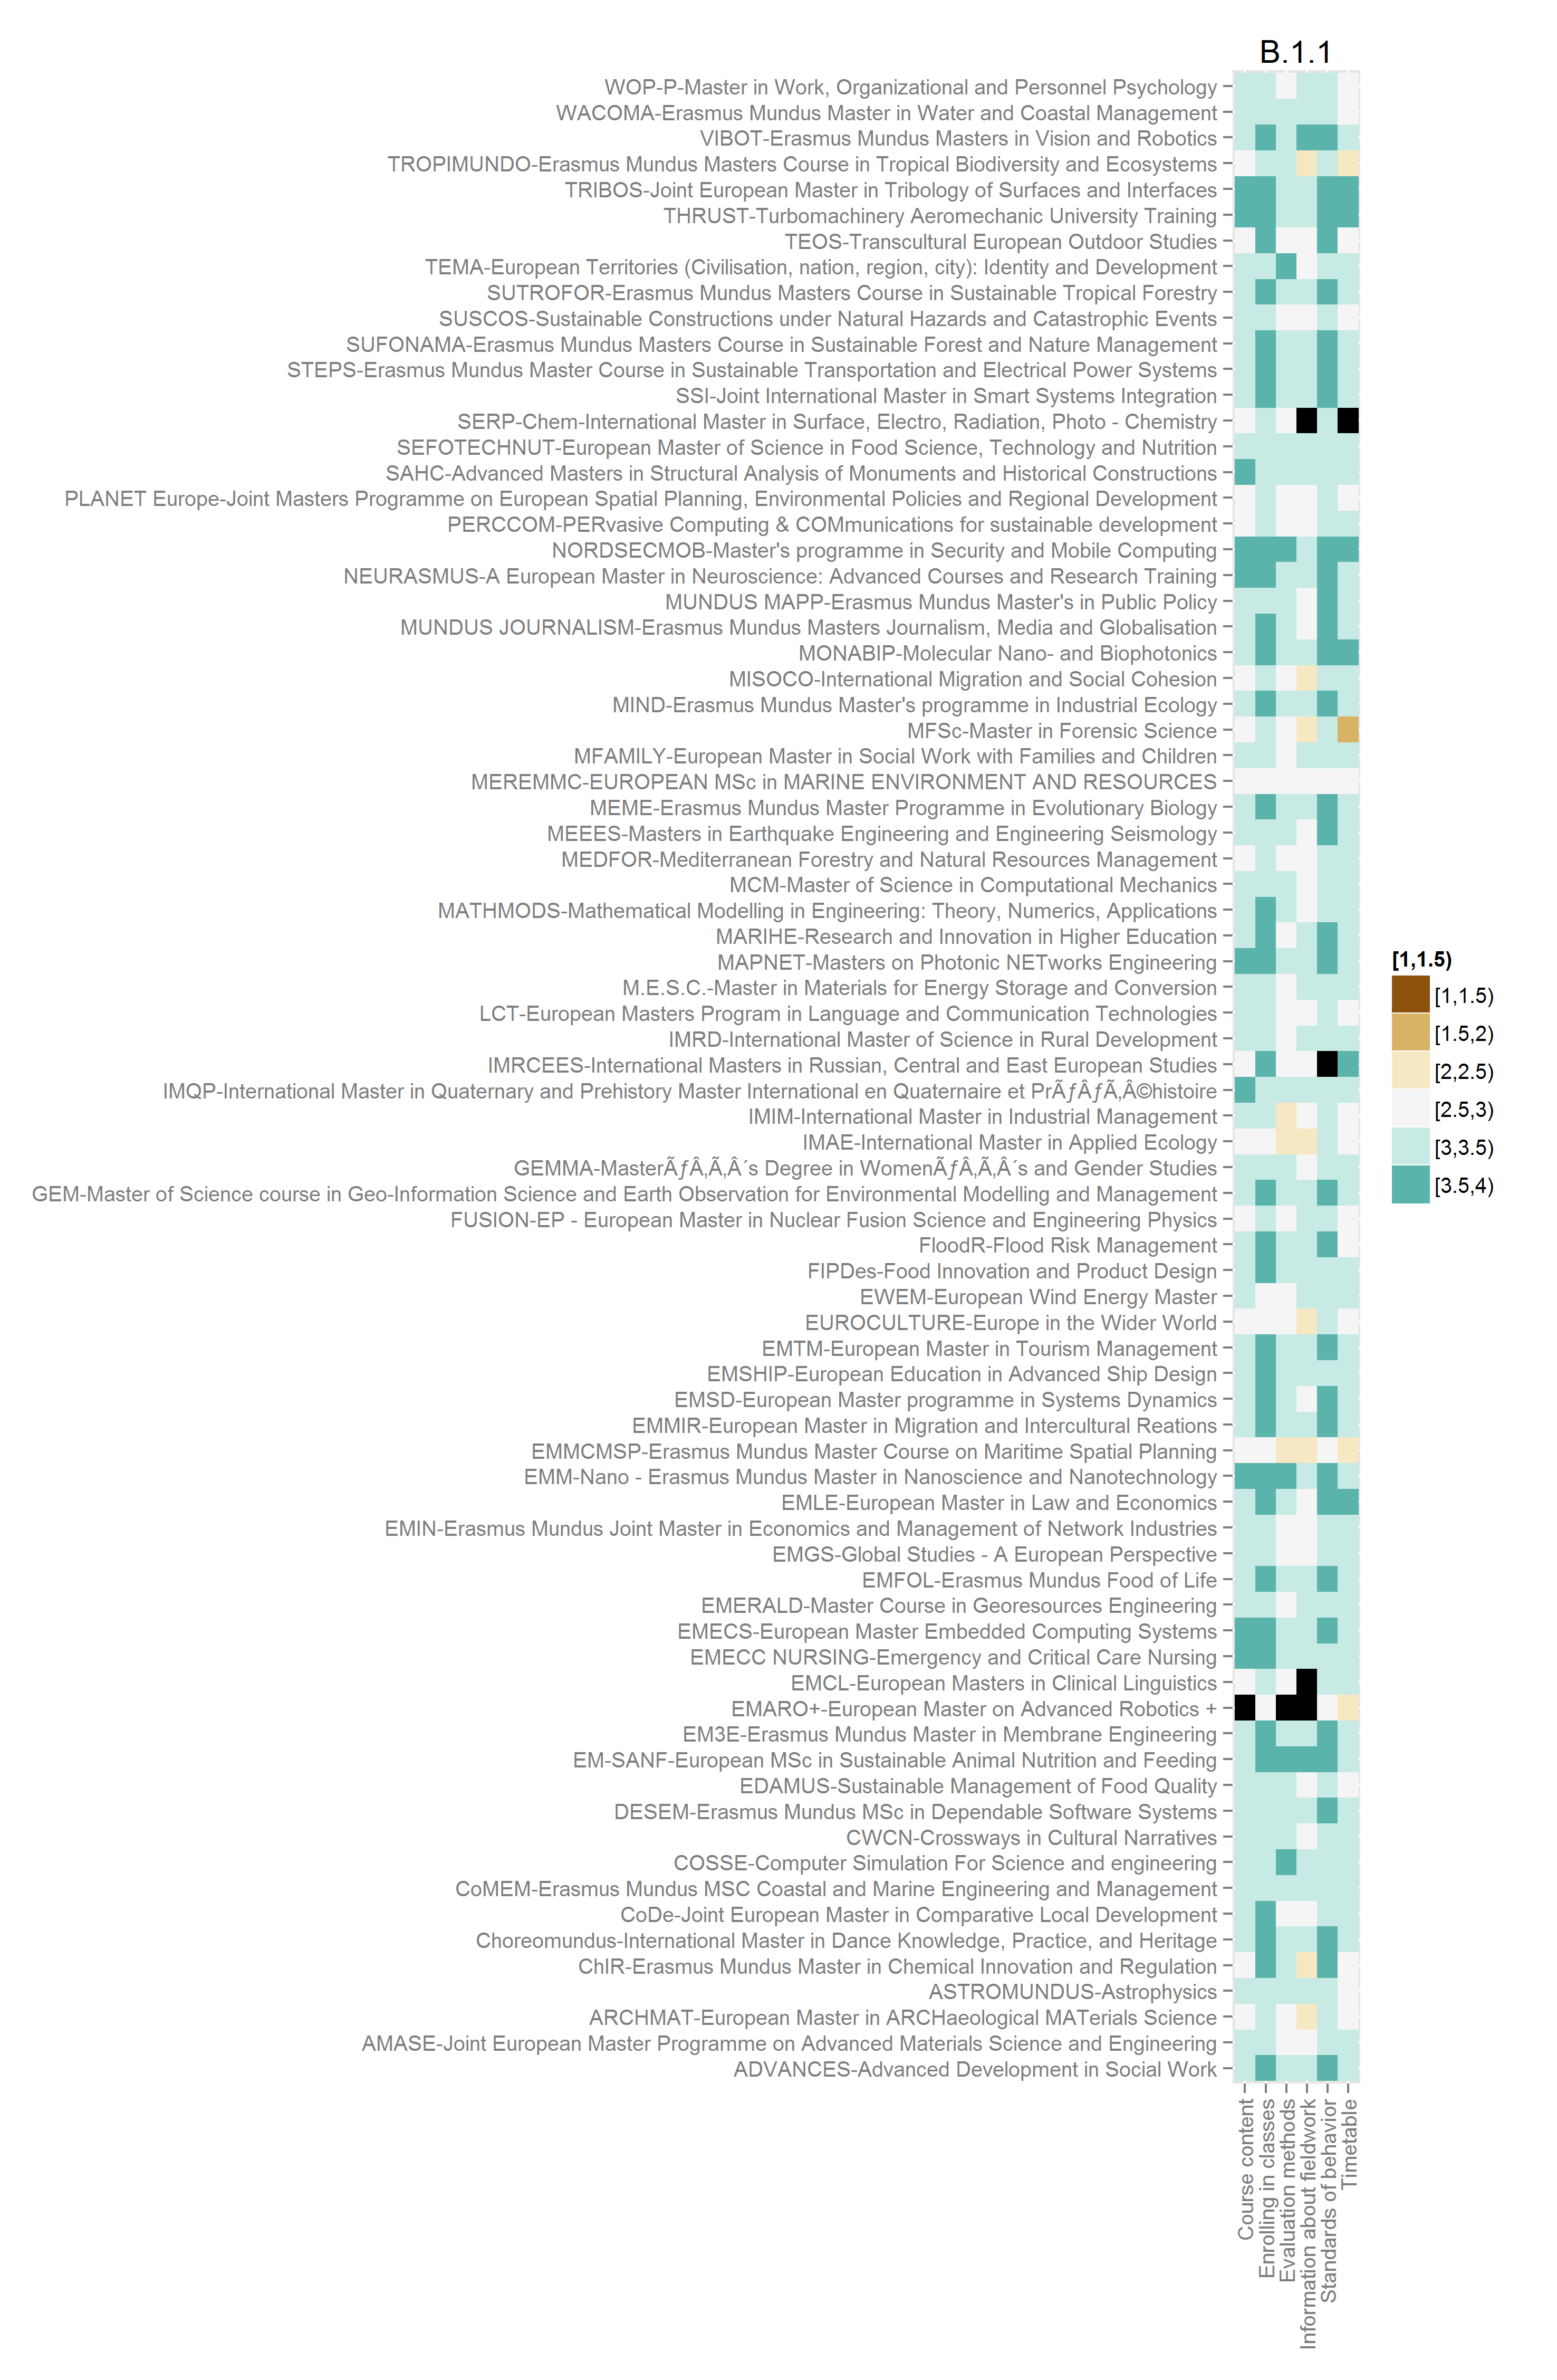 B.1.1
WOP-P-Master in Work, Organizational and Personnel Psychology
WACOMA-Erasmus Mundus Master in Water and Coastal Management
VIBOT-Erasmus Mundus Masters in Vision and Robotics
TROPIMUNDO-Erasmus Mundus Masters Course in Tropical Biodiversity and Ecosystems
TRIBOS-Joint European Master in Tribology of Surfaces and Interfaces
THRUST-Turbomachinery Aeromechanic University Training
TEOS-Transcultural European Outdoor Studies
TEMA-European Territories (Civilisation, nation, region, city): Identity and Development
SUTROFOR-Erasmus Mundus Masters Course in Sustainable Tropical Forestry
SUSCOS-Sustainable Constructions under Natural Hazards and Catastrophic Events
SUFONAMA-Erasmus Mundus Masters Course in Sustainable Forest and Nature Management
STEPS-Erasmus Mundus Master Course in Sustainable Transportation and Electrical Power Systems
SSI-Joint International Master in Smart Systems Integration
SERP-Chem-International Master in Surface, Electro, Radiation, Photo - Chemistry
SEFOTECHNUT-European Master of Science in Food Science, Technology and Nutrition
SAHC-Advanced Masters in Structural Analysis of Monuments and Historical Constructions
PLANET Europe-Joint Masters Programme on European Spatial Planning, Environmental Policies and Regional Development
PERCCOM-PERvasive Computing & COMmunications for sustainable development
NORDSECMOB-Master's programme in Security and Mobile Computing
NEURASMUS-A European Master in Neuroscience: Advanced Courses and Research Training
MUNDUS MAPP-Erasmus Mundus Master's in Public Policy
MUNDUS JOURNALISM-Erasmus Mundus Masters Journalism, Media and Globalisation
MONABIP-Molecular Nano- and Biophotonics
MISOCO-International Migration and Social Cohesion
MIND-Erasmus Mundus Master's programme in Industrial Ecology
MFSc-Master in Forensic Science
MFAMILY-European Master in Social Work with Families and Children
MEREMMC-EUROPEAN MSc in MARINE ENVIRONMENT AND RESOURCES
MEME-Erasmus Mundus Master Programme in Evolutionary Biology
MEEES-Masters in Earthquake Engineering and Engineering Seismology
MEDFOR-Mediterranean Forestry and Natural Resources Management
MCM-Master of Science in Computational Mechanics
MATHMODS-Mathematical Modelling in Engineering: Theory, Numerics, Applications
MARIHE-Research and Innovation in Higher Education
MAPNET-Masters on Photonic NETworks Engineering
M.E.S.C.-Master in Materials for Energy Storage and Conversion
LCT-European Masters Program in Language and Communication Technologies
IMRD-International Master of Science in Rural Development
IMRCEES-International Masters in Russian, Central and East European Studies
IMQP-International Master in Quaternary and Prehistory Master International en Quaternaire et PrÃƒÂƒÃ‚Â©histoire
IMIM-International Master in Industrial Management
IMAE-International Master in Applied Ecology
GEMMA-MasterÃƒÂ‚Ã‚Â´s Degree in WomenÃƒÂ‚Ã‚Â´s and Gender Studies
GEM-Master of Science course in Geo-Information Science and Earth Observation for Environmental Modelling and Management
FUSION-EP - European Master in Nuclear Fusion Science and Engineering Physics
FloodR-Flood Risk Management
FIPDes-Food Innovation and Product Design
EWEM-European Wind Energy Master
EUROCULTURE-Europe in the Wider World
EMTM-European Master in Tourism Management
EMSHIP-European Education in Advanced Ship Design
EMSD-European Master programme in Systems Dynamics
EMMIR-European Master in Migration and Intercultural Reations
EMMCMSP-Erasmus Mundus Master Course on Maritime Spatial Planning
EMM-Nano - Erasmus Mundus Master in Nanoscience and Nanotechnology
EMLE-European Master in Law and Economics
EMIN-Erasmus Mundus Joint Master in Economics and Management of Network Industries
EMGS-Global Studies - A European Perspective
EMFOL-Erasmus Mundus Food of Life
EMERALD-Master Course in Georesources Engineering
EMECS-European Master Embedded Computing Systems
EMECC NURSING-Emergency and Critical Care Nursing
EMCL-European Masters in Clinical Linguistics
EMARO+-European Master on Advanced Robotics +
EM3E-Erasmus Mundus Master in Membrane Engineering
EM-SANF-European MSc in Sustainable Animal Nutrition and Feeding
EDAMUS-Sustainable Management of Food Quality
DESEM-Erasmus Mundus MSc in Dependable Software Systems
CWCN-Crossways in Cultural Narratives
COSSE-Computer Simulation For Science and engineering
CoMEM-Erasmus Mundus MSC Coastal and Marine Engineering and Management
CoDe-Joint European Master in Comparative Local Development
Choreomundus-International Master in Dance Knowledge, Practice, and Heritage
ChIR-Erasmus Mundus Master in Chemical Innovation and Regulation
ASTROMUNDUS-Astrophysics
ARCHMAT-European Master in ARCHaeological MATerials Science
AMASE-Joint European Master Programme on Advanced Materials Science and Engineering
ADVANCES-Advanced Development in Social Work
Course content
Enrolling in classes
Evaluation methods
Information about fieldwork
Standards of behavior
Timetable
[1,1.5)
[1,1.5)
[1.5,2)
[2,2.5)
[2.5,3)
[3,3.5)
[3.5,4)